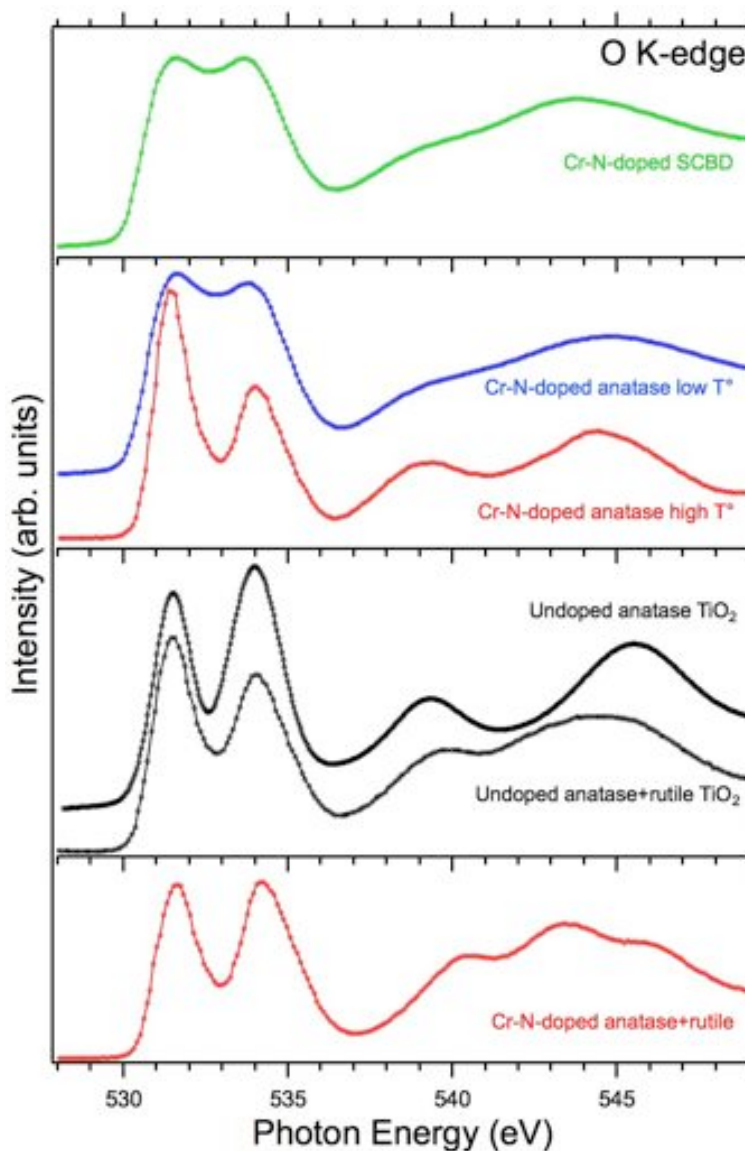 O K-edge
Cr-N-doped SCBD
Cr-N-doped anatase low T°
Cr-N-doped anatase high T°
Undoped anatase TiO₂
Undoped anatase+rutile TiO₂
Cr-N-doped anatase+rutile
Intensity (arb. units)
530 535 540 545
Photon Energy (eV)